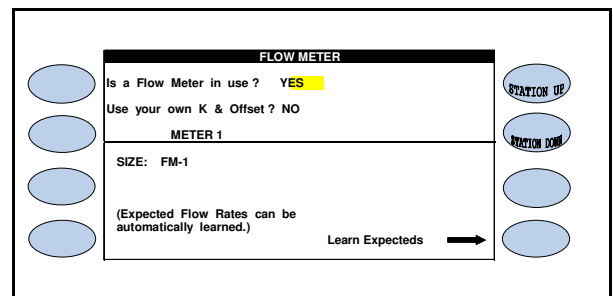 FLOW METER
Is a Flow Meter in use ? YES
Use your own K & Offset ? NO
METER 1
SIZE: FM-1
(Expected Flow Rates can be
automatically learned.)
Learn Expecteds
STATION UP
STATION DOWN